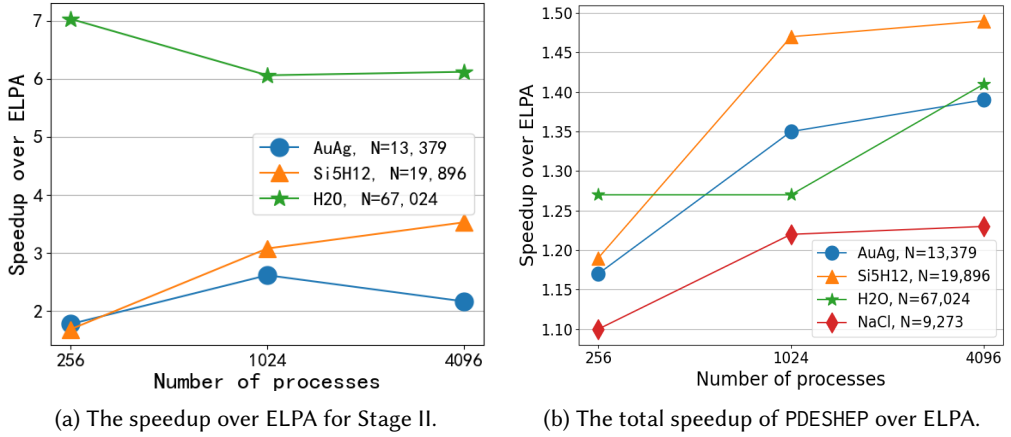 7
6
5
4
3
2
Speedup over ELPA
AuAg, N=13,379
Si5H12, N=19,896
H2O, N=67,024
256
1024
4096
Number of processes
(a) The speedup over ELPA for Stage II.
1.50
1.45
1.40
1.35
1.30
1.25
1.20
1.15
1.10
Speedup over ELPA
AuAg, N=13,379
Si5H12, N=19,896
H2O, N=67,024
NaCl, N=9,273
256
1024
4096
Number of processes
(b) The total speedup of PDESHEP over ELPA.